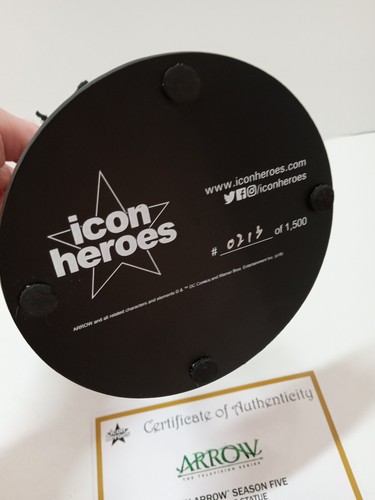 www.iconheroes.com
/iconheroes
icon
heroes
# 0213 of 1,500
ARROW and all related characters and elements © & ™ DC Comics and Warner Bros. Entertainment Inc.
Certificate of Authenticity
ARROW
THE TELEVISION SERIES
ARROW SEASON FIVE
STATUE